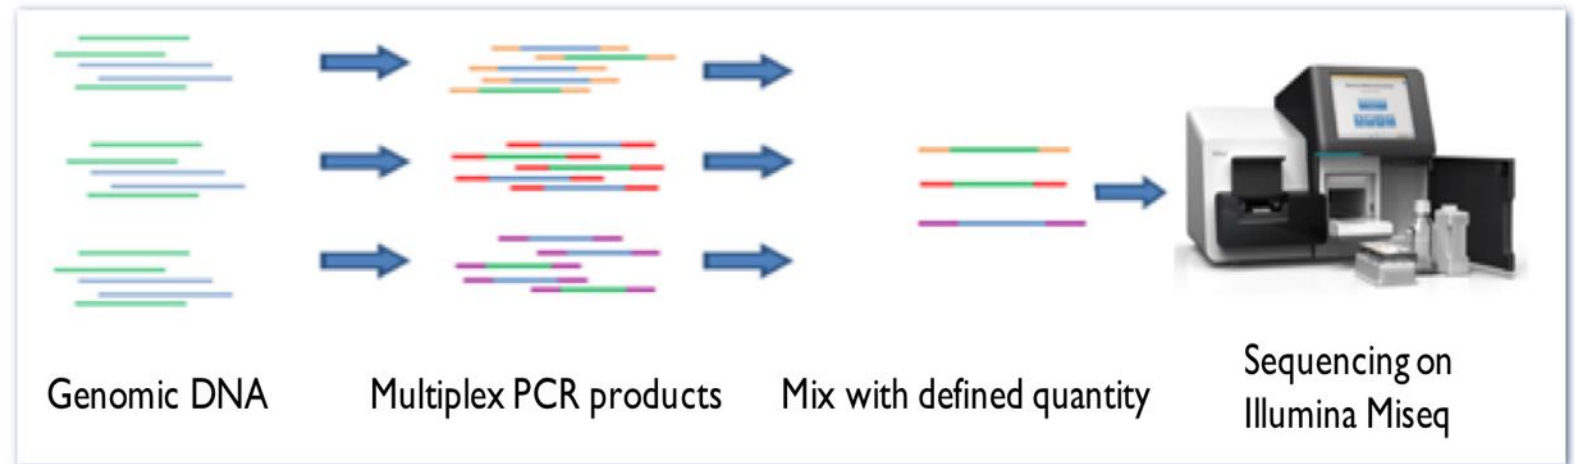 Genomic DNA
Multiplex PCR products
Mix with defined quantity
Sequencing on
Illumina Miseq